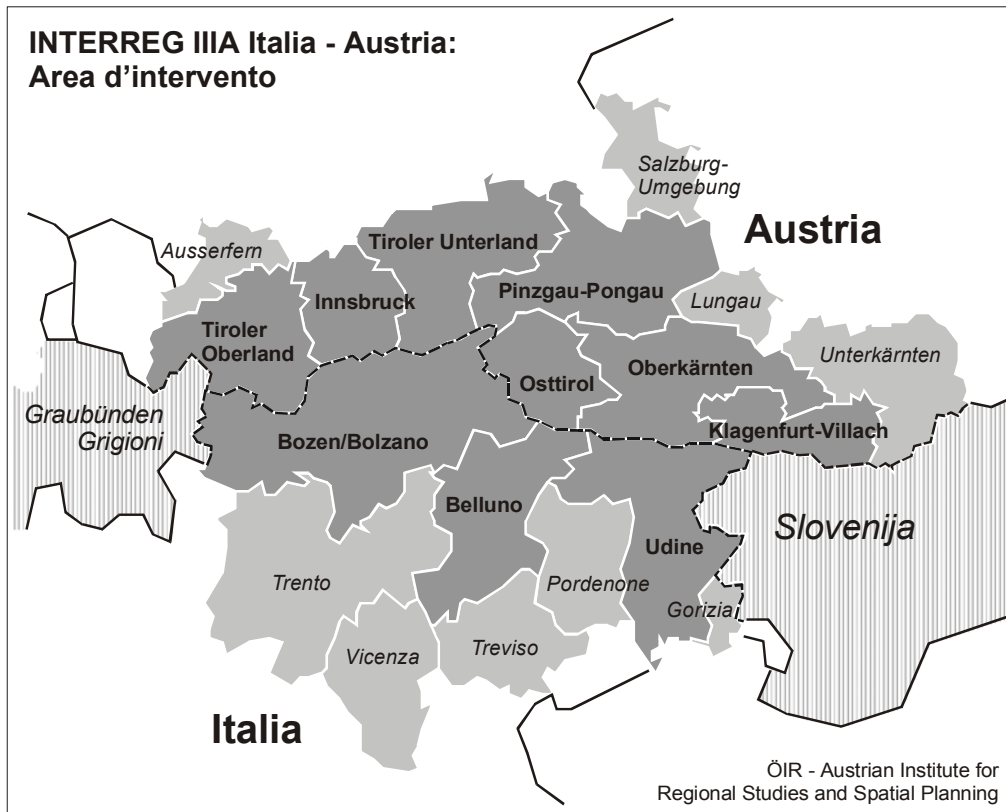 INTERREG IIIA Italia - Austria:
Area d'intervento
Salzburg-
Umgebung
Austria
Ausserfern
Tiroler Unterland
Innsbruck
Pinzgau-Pongau
Lungau
Tiroler
Oberland
Osttirol
Oberkärnten
Unterkärnten
Graubünden
Grigioni
Bozen/Bolzano
Klagenfurt-Villach
Belluno
Slovenija
Udine
Trento
Pordenone
Gorizia
Vicenza
Treviso
Italia
ÖIR - Austrian Institute for
Regional Studies and Spatial Planning